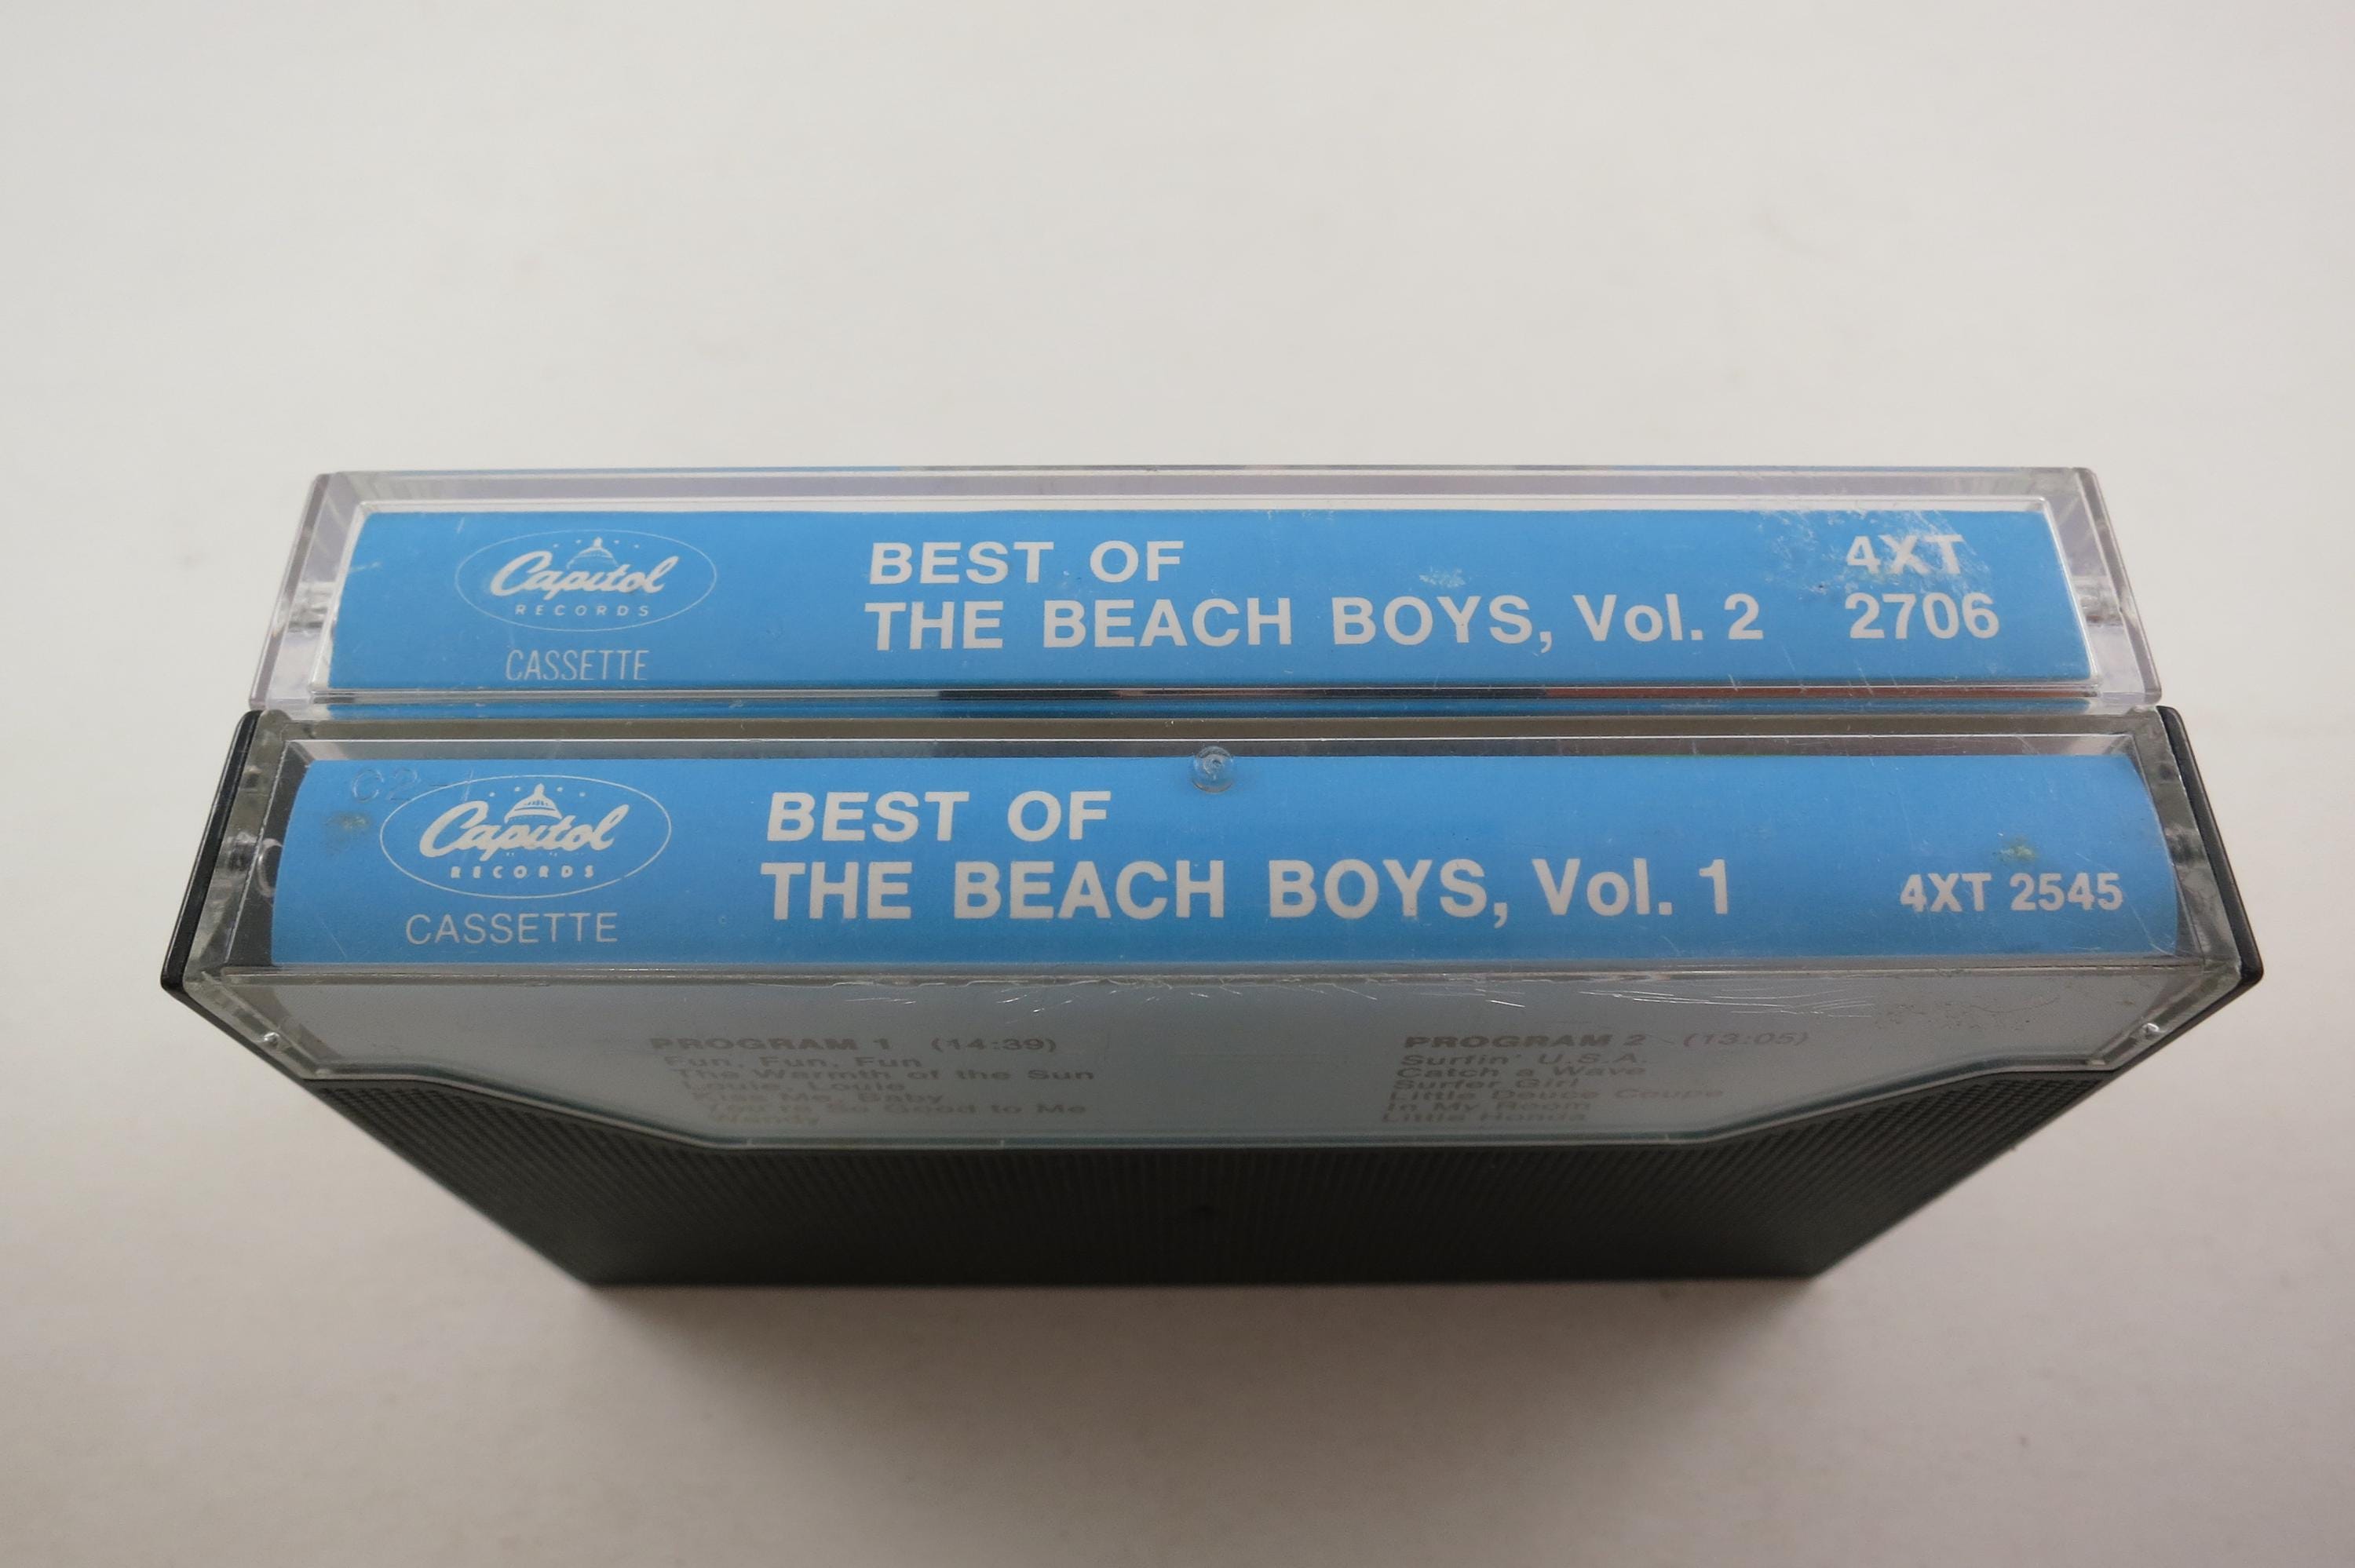 Capitol
RECORDS
CASSETTE
BEST OF
THE BEACH BOYS, Vol. 2
4XT
2706
C2-1
Capitol
RECORDS
CASSETTE
BEST OF
THE BEACH BOYS, Vol. 1
4XT 2545
PROGRAM 1 (14:39)
Fun, Fun, Fun
The Warmth of the Sun
Louie, Louie
Kiss Me, Baby
You're So Good to Me
Wendy
PROGRAM 2 (13:05)
Surfin' U.S.A.
Catch a Wave
Surfer Girl
Little Deuce Coupe
In My Room
Little Honda